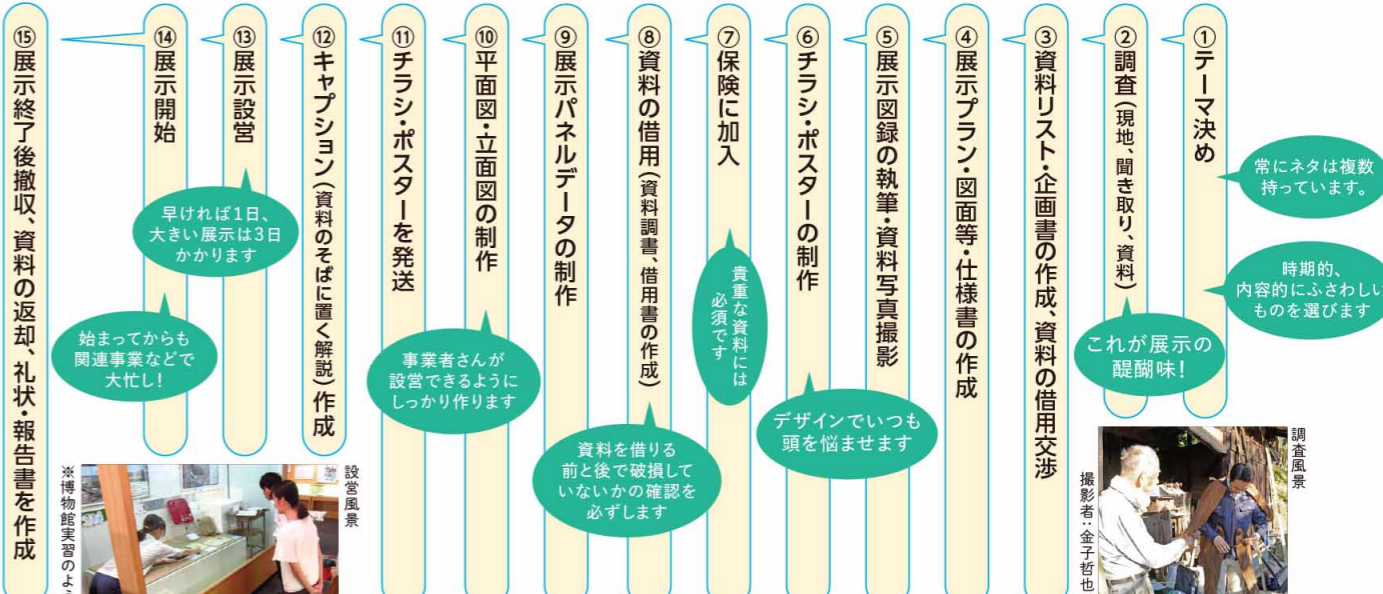 ①テーマ決め
常にネタは複数
持っています。
時期的、
内容的にふさわしい
ものを選びます
②調査(現地、聞き取り、資料)
これが展示の
醍醐味!
調査風景
撮影者:金子哲也
③資料リスト・企画書の作成、資料の借用交渉
④展示プラン・図面等・仕様書の作成
⑤展示図録の執筆・資料写真撮影
⑥チラシ・ポスターの制作
デザインでいつも
頭を悩ませます
⑦保険に加入
貴重な資料には
必須です
⑧資料の借用(資料調書、借用書の作成)
資料を借りる
前と後で破損して
いないかの確認を
必ずします
⑨展示パネルデータの制作
⑩平面図・立面図の制作
事業者さんが
設営できるように
しっかり作ります
⑪チラシ・ポスターを発送
⑫キャプション(資料のそばに置く解説)作成
⑬展示設営
早ければ1日、
大きい展示は3日
かかります
設営風景
※博物館実習のよう
⑭展示開始
始まってからも
関連事業などで
大忙し!
⑮展示終了後撤収、資料の返却、礼状・報告書を作成